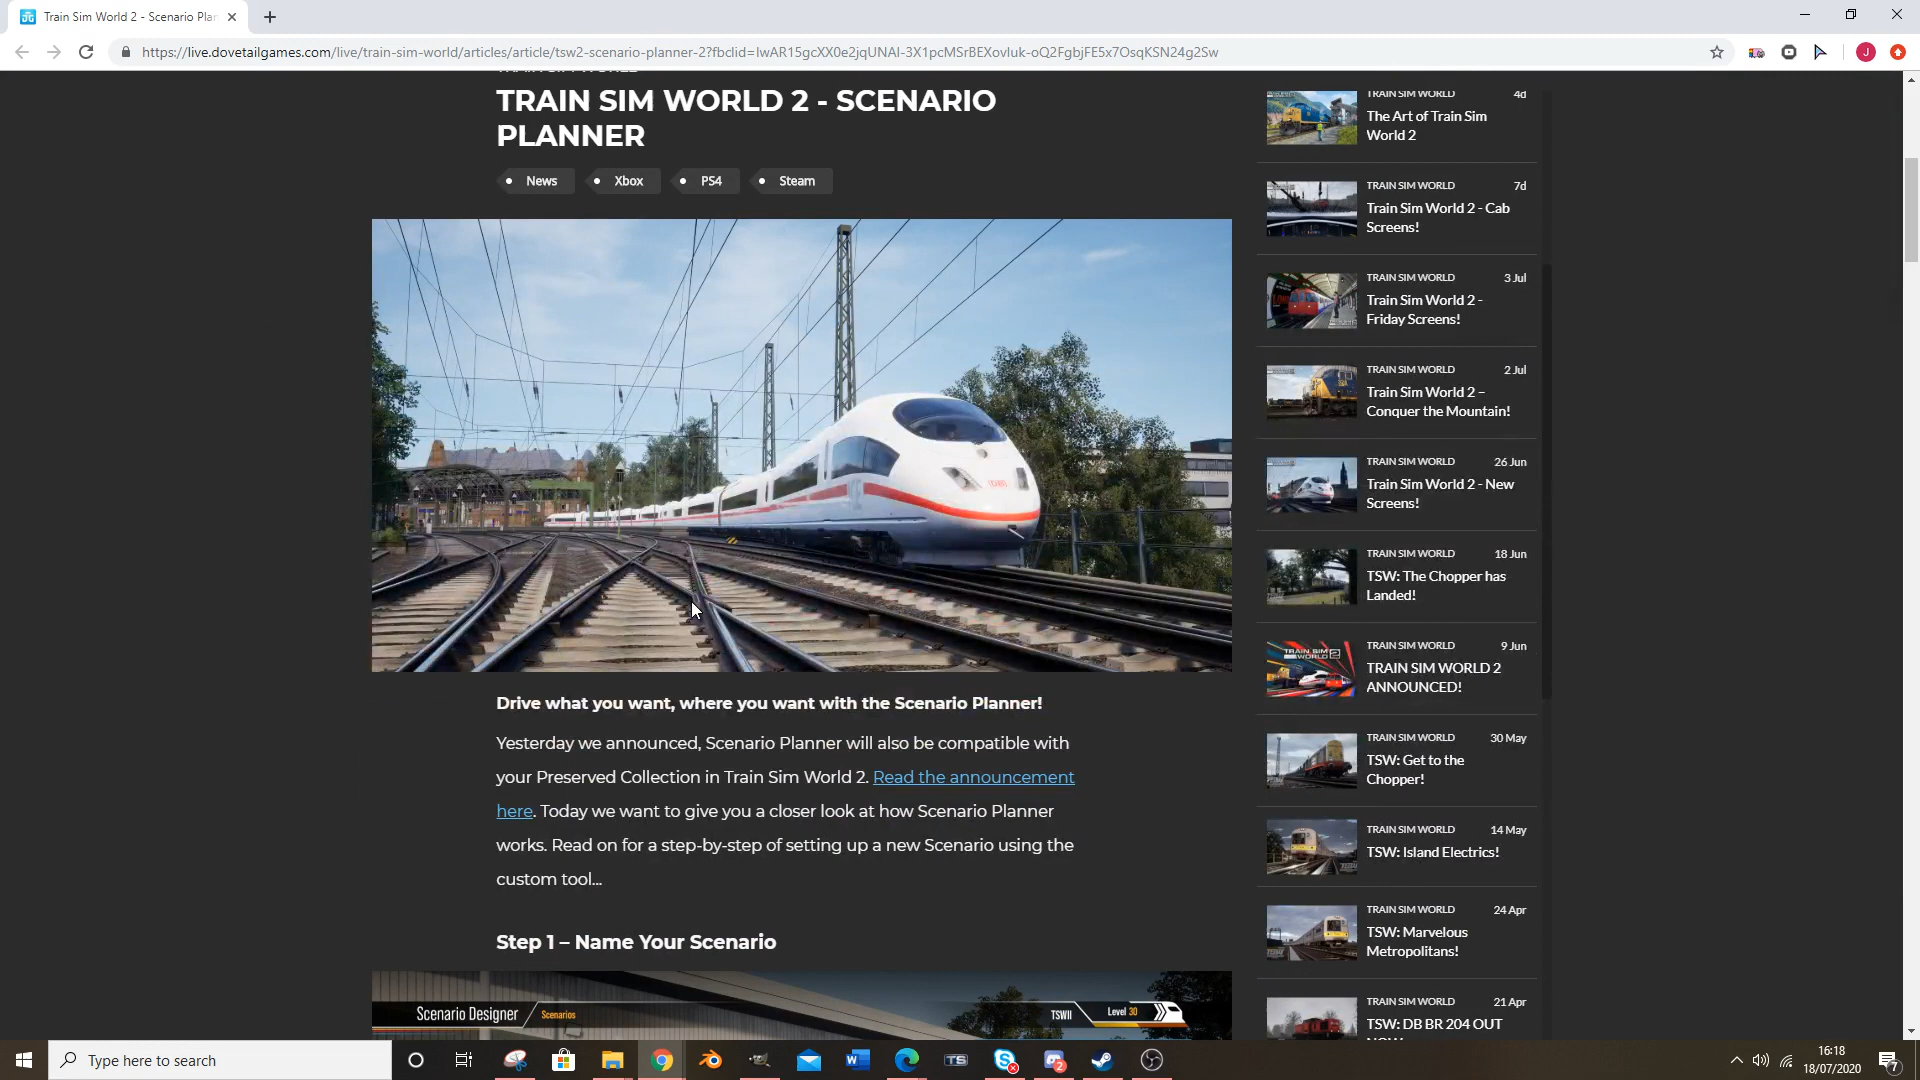 Train Sim World 2 - Scenario Plan
https://live.dovetailgames.com/live/train-sim-world/articles/article/tsw2-scenario-planner-2?fbclid=IwAR15gcXX0e2jqUNAI-3X1pcMSrBEXovluk-oQ2FgbjFE5x7OsqKSN24g2Sw
J
TRAIN SIM WORLD
TRAIN SIM WORLD 2 - SCENARIO
PLANNER
News
Xbox
PS4
Steam
Drive what you want, where you want with the Scenario Planner!
Yesterday we announced, Scenario Planner will also be compatible with
your Preserved Collection in Train Sim World 2. Read the announcement
here. Today we want to give you a closer look at how Scenario Planner
works. Read on for a step-by-step of setting up a new Scenario using the
custom tool...
Step 1 – Name Your Scenario
Scenario Designer
Scenarios
TSWII
Level 30
TRAIN SIM WORLD 4d
The Art of Train Sim
World 2
TRAIN SIM WORLD 7d
Train Sim World 2 - Cab
Screens!
TRAIN SIM WORLD 3 Jul
Train Sim World 2 -
Friday Screens!
TRAIN SIM WORLD 2 Jul
Train Sim World 2 –
Conquer the Mountain!
TRAIN SIM WORLD 26 Jun
Train Sim World 2 - New
Screens!
TRAIN SIM WORLD 18 Jun
TSW: The Chopper has
Landed!
TRAIN SIM WORLD 9 Jun
TRAIN SIM WORLD 2
ANNOUNCED!
TRAIN SIM WORLD 30 May
TSW: Get to the
Chopper!
TRAIN SIM WORLD 14 May
TSW: Island Electrics!
TRAIN SIM WORLD 24 Apr
TSW: Marvelous
Metropolitans!
TRAIN SIM WORLD 21 Apr
TSW: DB BR 204 OUT
Type here to search
TS
2
16:18
18/07/2020
7